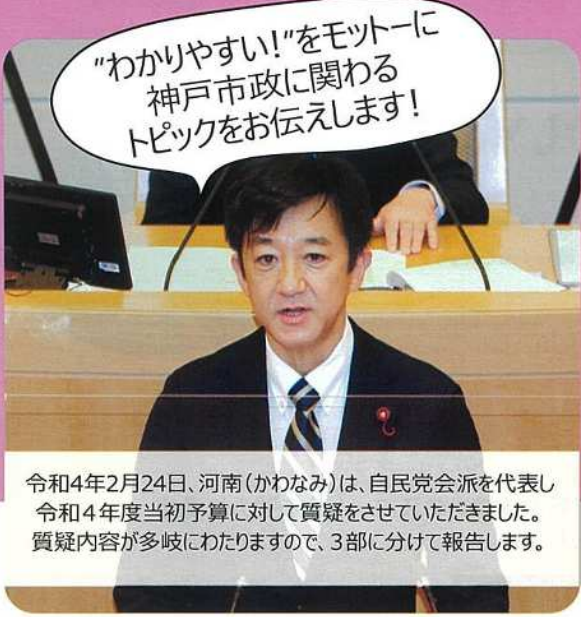 "わかりやすい!"をモットーに
神戸市政に関わる
トピックをお伝えします!
令和4年2月24日、河南(かわなみ)は、自民党会派を代表し
令和4年度当初予算に対して質疑をさせていただきました。
質疑内容が多岐にわたりますので、3部に分けて報告します。